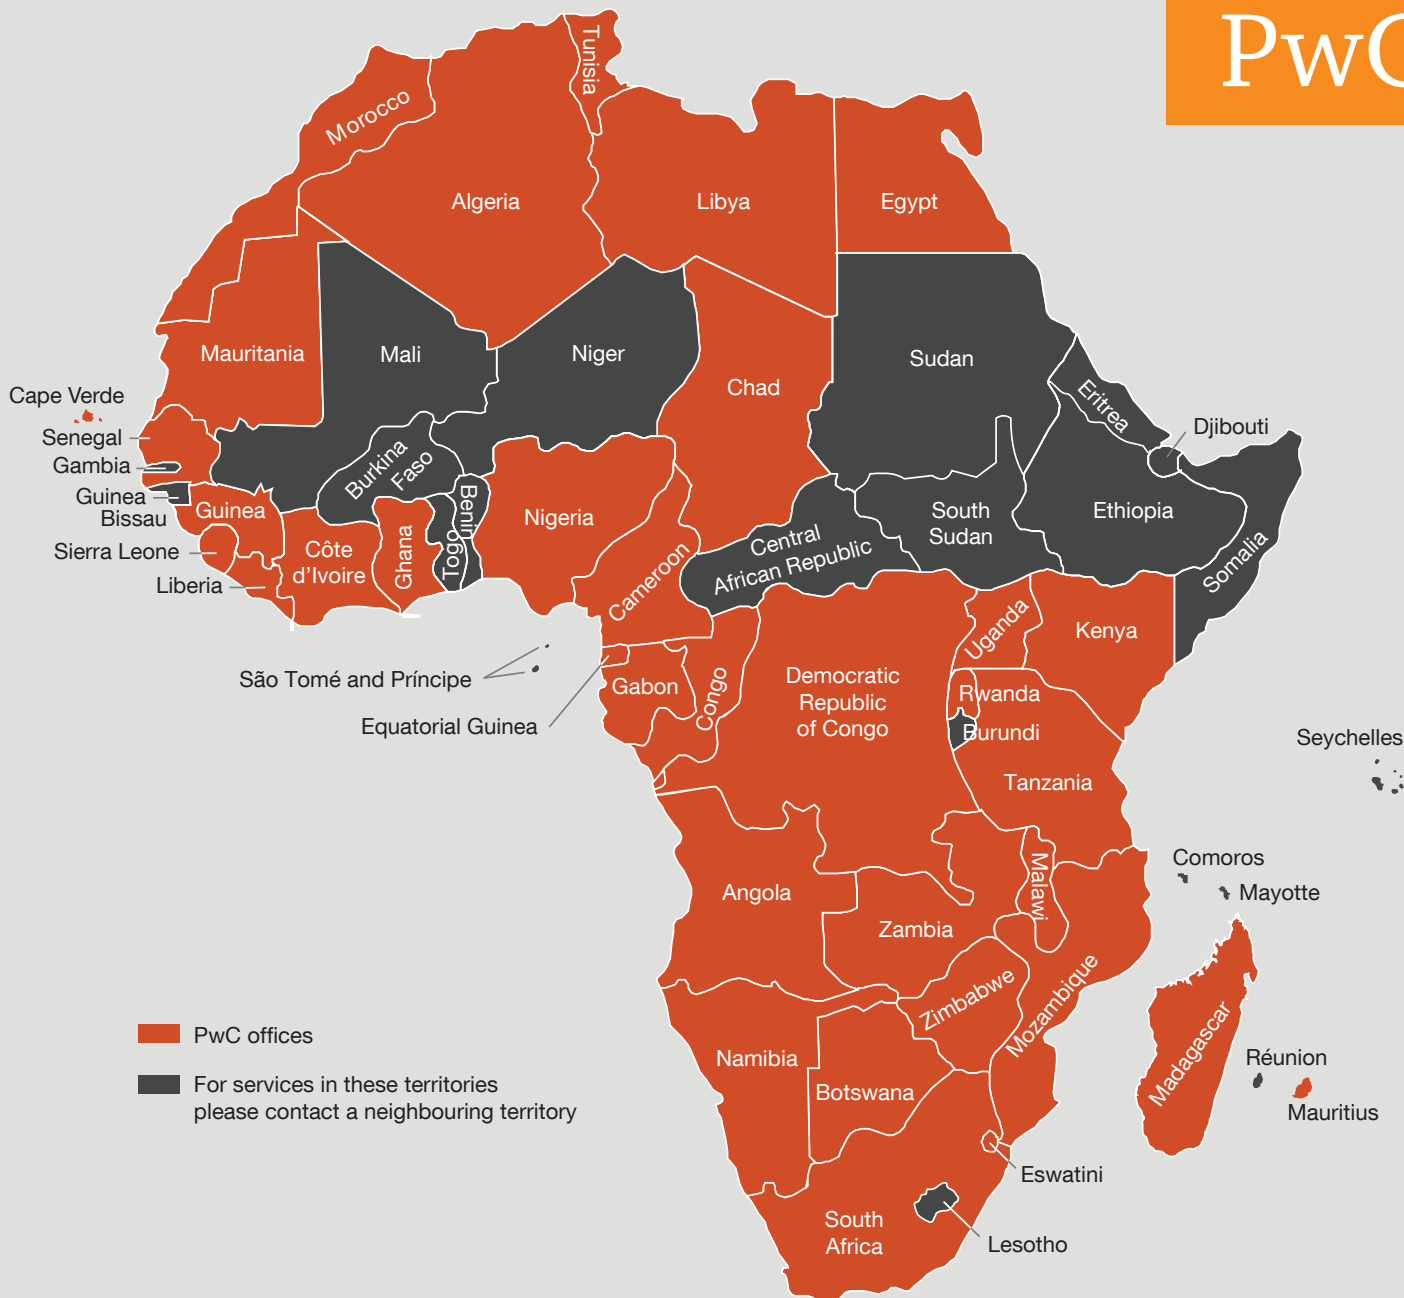 PwC
Tunisia
Morocco
Algeria
Libya
Egypt
Mauritania
Mali
Niger
Chad
Sudan
Eritrea
Djibouti
Cape Verde
Senegal
Gambia
Guinea
Bissau
Guinea
Sierra Leone
Liberia
Côte
d’Ivoire
Burkina
Faso
Ghana
Togo
Benin
Nigeria
Cameroon
Central
African Republic
South
Sudan
Ethiopia
Somalia
São Tomé and Príncipe
Equatorial Guinea
Gabon
Congo
Democratic
Republic
of Congo
Uganda
Kenya
Rwanda
Burundi
Tanzania
Seychelles
Comoros
Mayotte
Angola
Zambia
Malawi
Mozambique
Zimbabwe
Namibia
Botswana
Madagascar
Réunion
Mauritius
Eswatini
Lesotho
South
Africa
PwC offices
For services in these territories
please contact a neighbouring territory